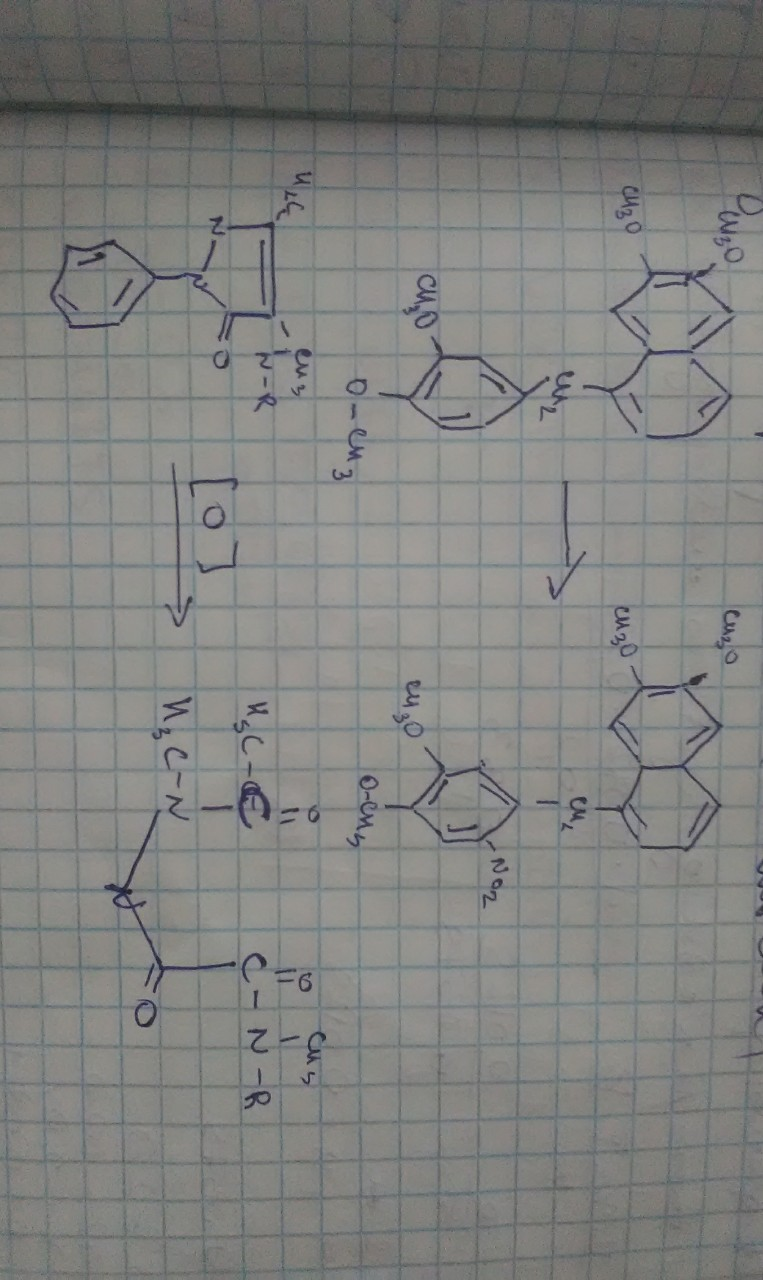 CH₃O
CH₃O
CH₂
CH₃O
O-CH₃
CH₃O
CH₃O
CH₂
NO₂
CH₃O
O-CH₃
H₃C
CH₃
N-R
N
N
O
[O]
O
O
CH₃
H₃C-C
C-N-R
H₃C-N
N
O